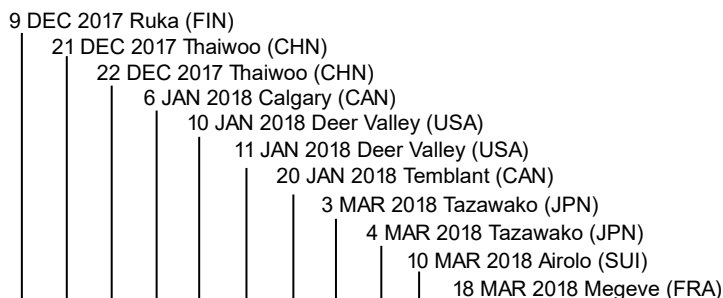 9 DEC 2017 Ruka (FIN)
21 DEC 2017 Thaiwoo (CHN)
22 DEC 2017 Thaiwoo (CHN)
6 JAN 2018 Calgary (CAN)
10 JAN 2018 Deer Valley (USA)
11 JAN 2018 Deer Valley (USA)
20 JAN 2018 Temblant (CAN)
3 MAR 2018 Tazawako (JPN)
4 MAR 2018 Tazawako (JPN)
10 MAR 2018 Airolo (SUI)
18 MAR 2018 Megeve (FRA)